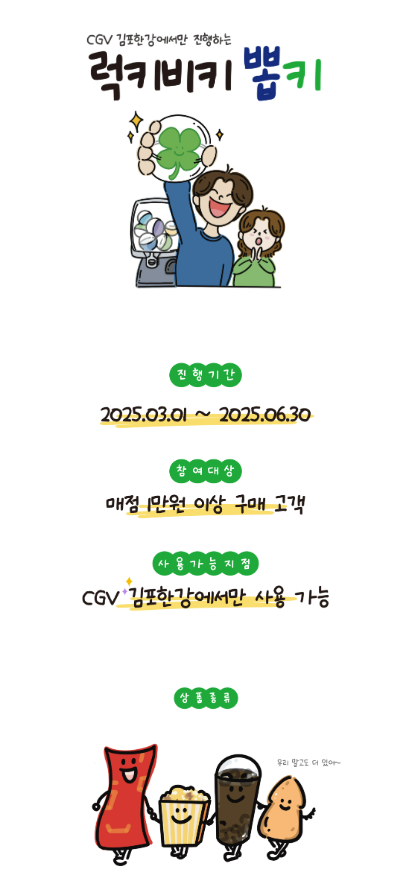 CGV 김포한강에서만 진행하는
럭키비키 뽑키
진행기간
2025.03.01 ~ 2025.06.30
참여대상
매점 1만원 이상 구매 고객
사용가능지점
CGV 김포한강에서만 사용 가능
상품종류
우리 말고도 더 있어~